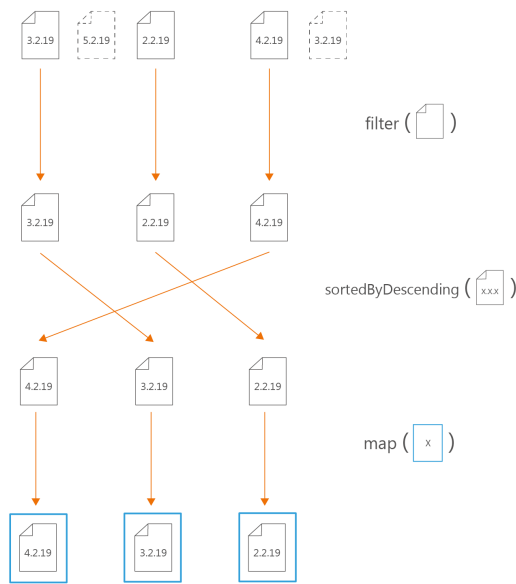 3.2.19 5.2.19 2.2.19 4.2.19 3.2.19
filter ( )
3.2.19 2.2.19 4.2.19
sortedByDescending ( x.x.x )
4.2.19 3.2.19 2.2.19
map ( x )
4.2.19 3.2.19 2.2.19